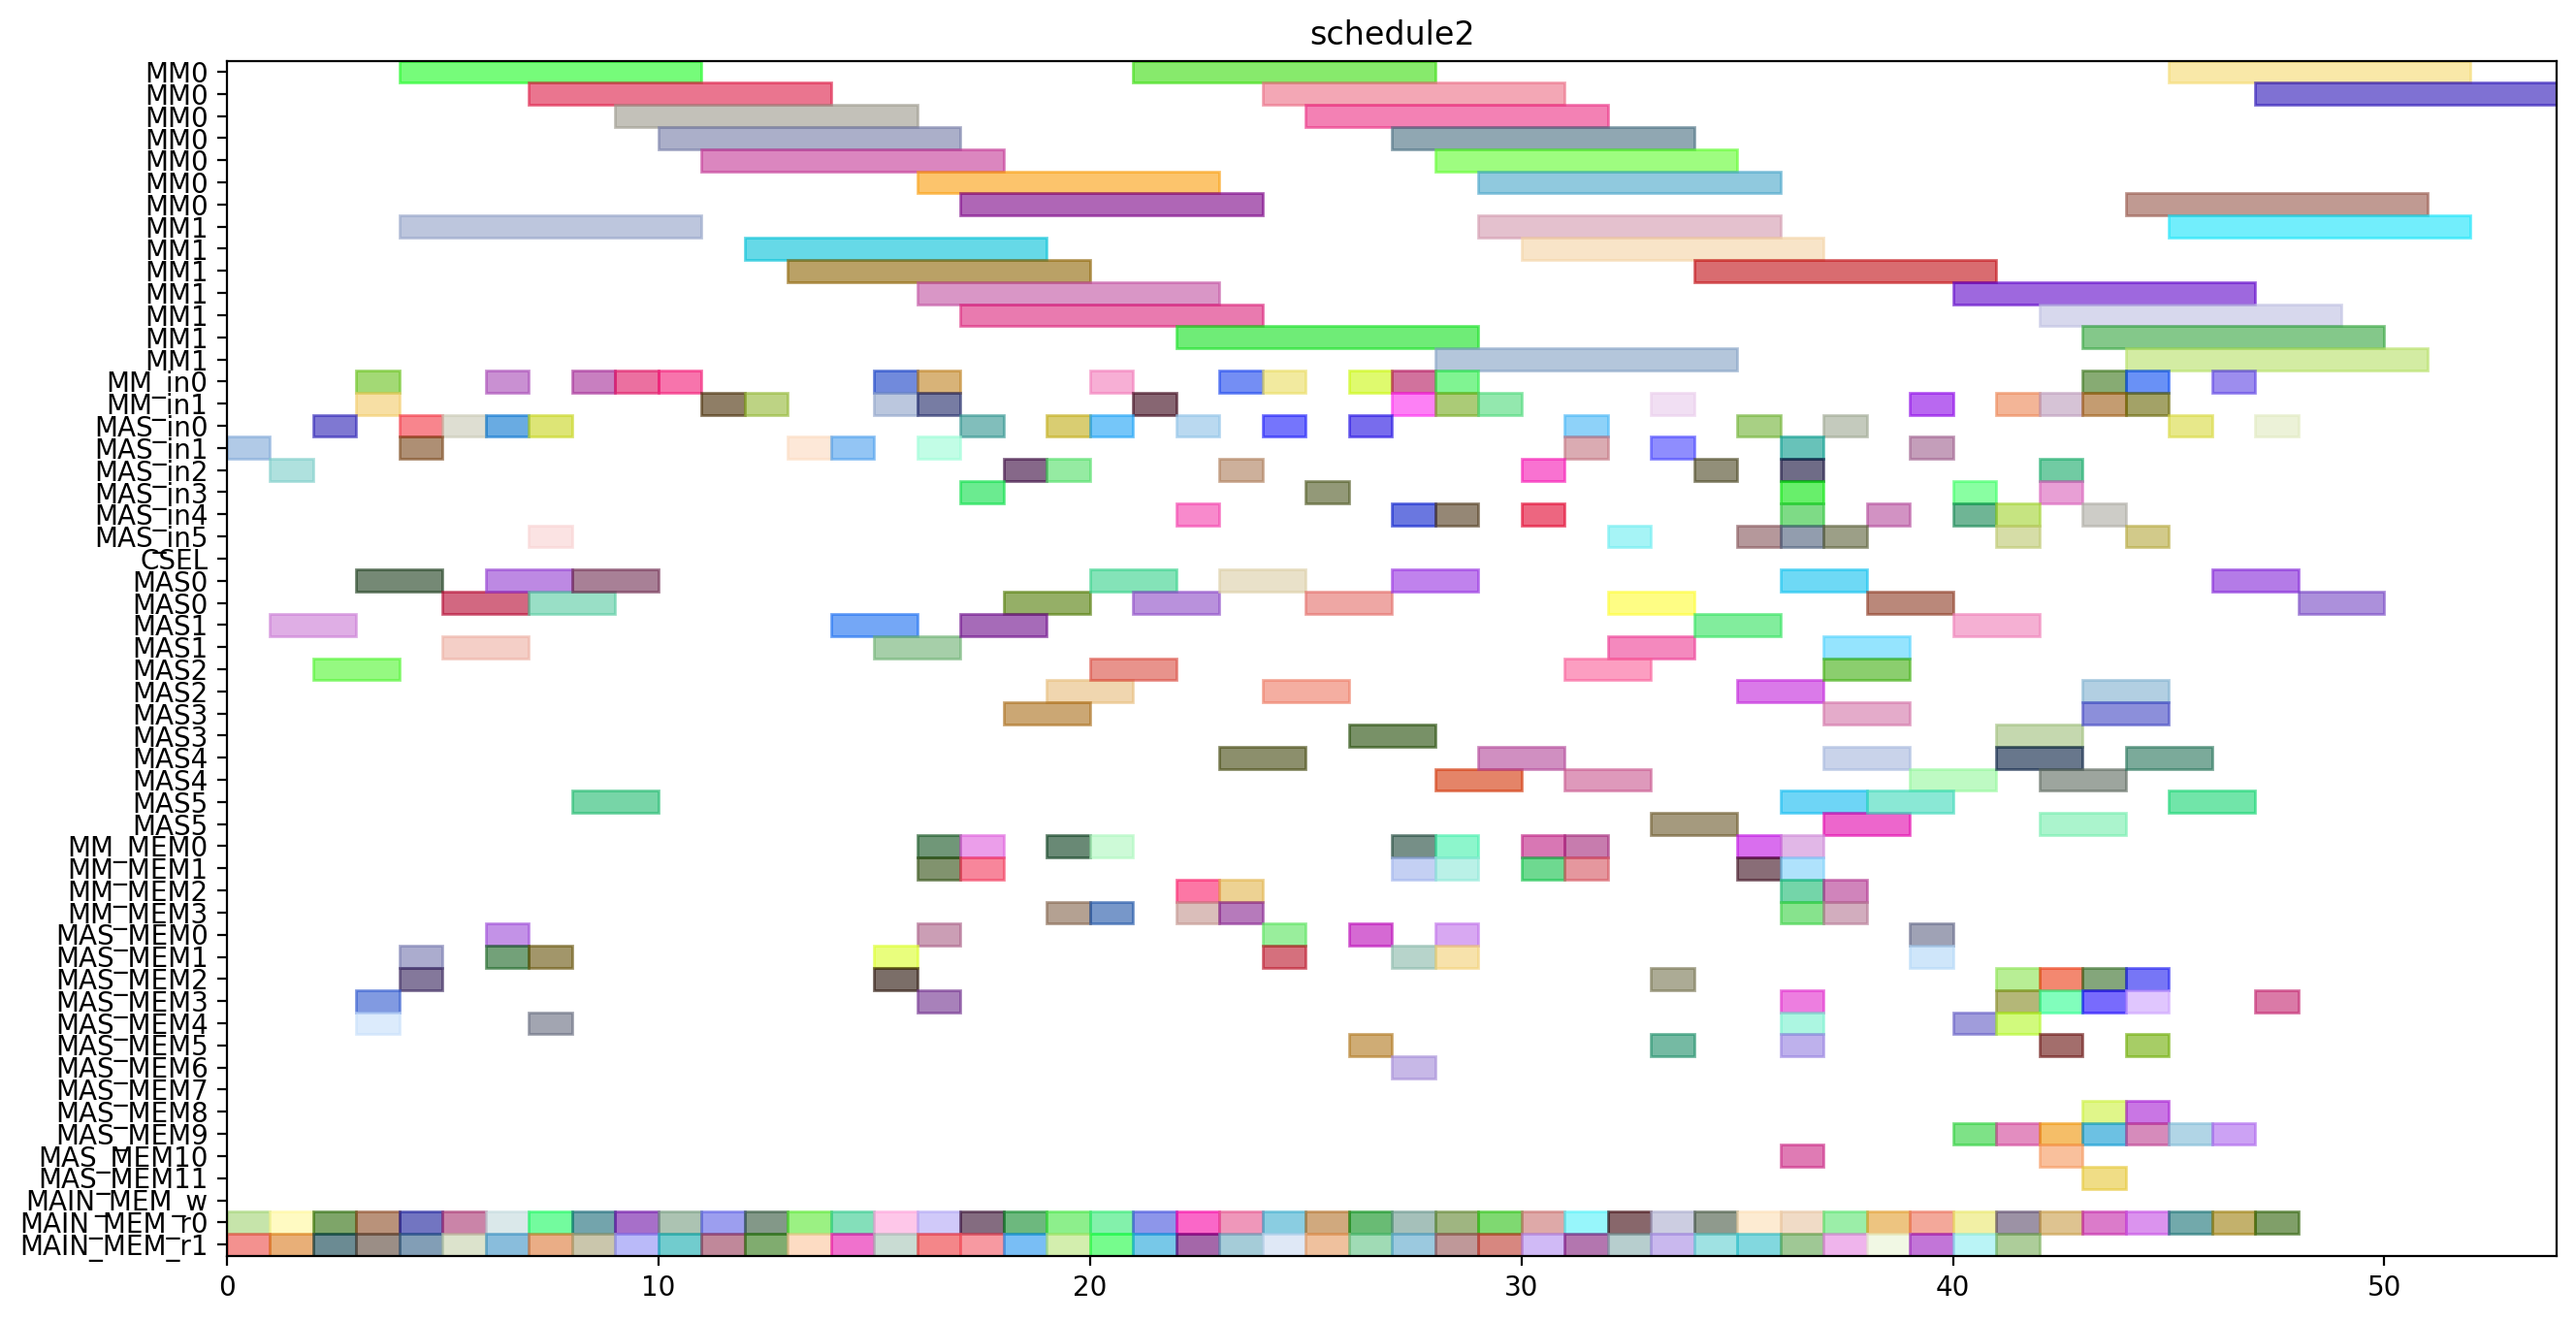 schedule2
MM0
MM0
MM0
MM0
MM0
MM0
MM0
MM1
MM1
MM1
MM1
MM1
MM1
MM1
MM_in0
MM_in1
MAS_in0
MAS_in1
MAS_in2
MAS_in3
MAS_in4
MAS_in5
CSEL
MAS0
MAS0
MAS1
MAS1
MAS2
MAS2
MAS3
MAS3
MAS4
MAS4
MAS5
MAS5
MM_MEM0
MM_MEM1
MM_MEM2
MM_MEM3
MAS_MEM0
MAS_MEM1
MAS_MEM2
MAS_MEM3
MAS_MEM4
MAS_MEM5
MAS_MEM6
MAS_MEM7
MAS_MEM8
MAS_MEM9
MAS_MEM10
MAS_MEM11
MAIN_MEM_w
MAIN_MEM_r0
MAIN_MEM_r1
0 10 20 30 40 50